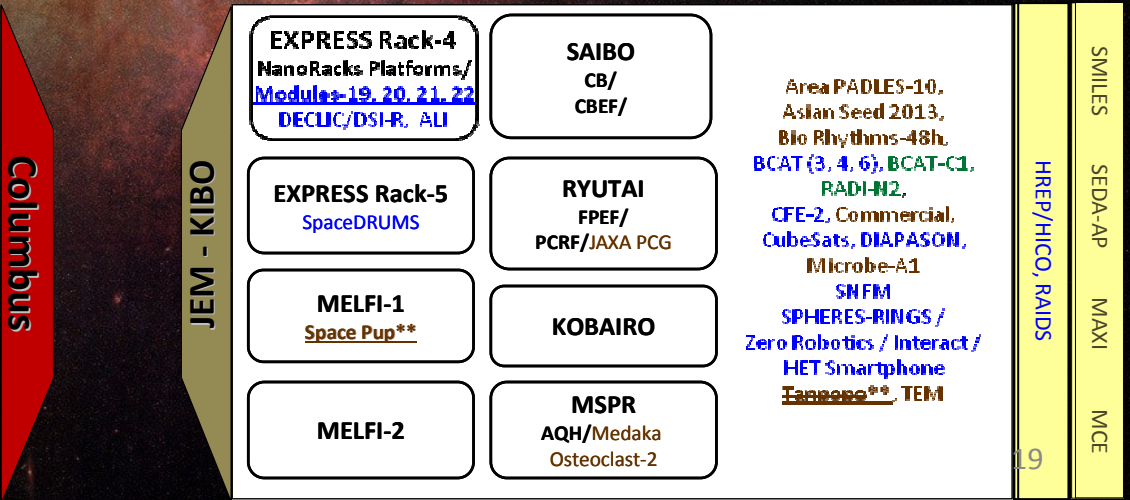 Columbus
JEM - KIBO
EXPRESS Rack-4
NanoRacks Platforms/
Modules-19, 20, 21, 22
DECLIC/DSI-R, ALI
EXPRESS Rack-5
SpaceDRUMS
MELFI-1
Space Pup**
MELFI-2
SAIBO
CB/
CBEF/
RYUTAI
FPEF/
PCRF/JAXA PCG
KOBAIRO
MSPR
AQH/Medaka
Osteoclast-2
Area PADLES-10,
Asian Seed 2013,
Bio Rhythms-48h,
BCAT (3, 4, 6), BCAT-C1,
RADI-N2,
CFE-2, Commercial,
CubeSats, DIAPASON,
Microbe-A1
SNFM
SPHERES-RINGS /
Zero Robotics / Interact /
HET Smartphone
Tanpopo**, TEM
HREP/HICO, RAIDS
SMILES
SEDA-AP
MAXI
MCE
19